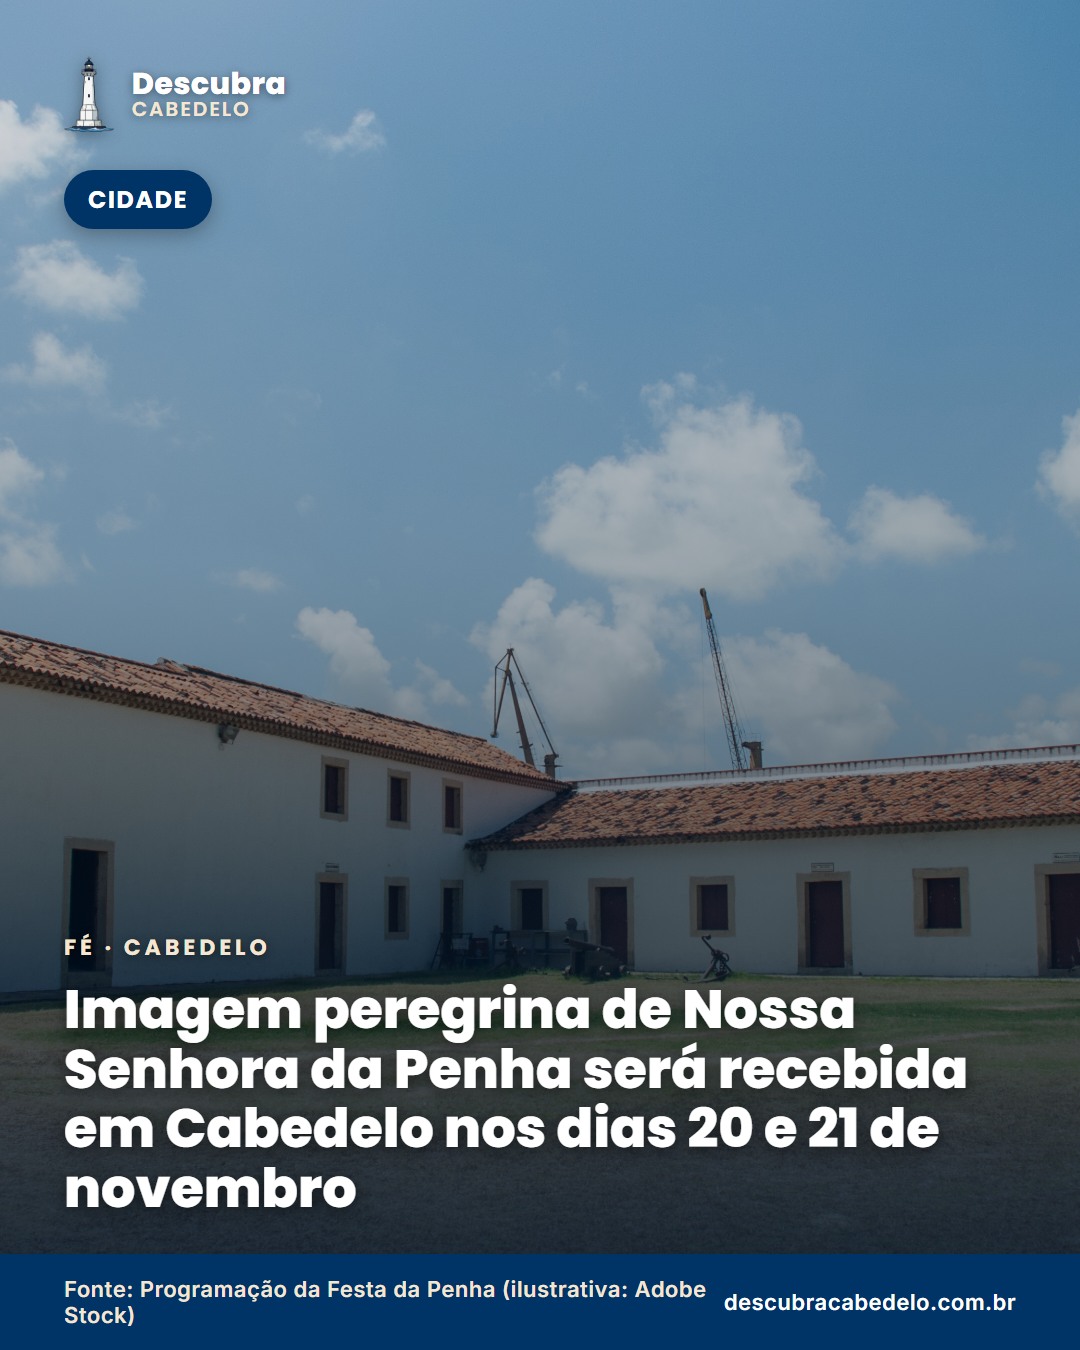 Descubra
CABEDELO
CIDADE
FÉ · CABEDELO
Imagem peregrina de Nossa
Senhora da Penha será recebida
em Cabedelo nos dias 20 e 21 de
novembro
Fonte: Programação da Festa da Penha (ilustrativa: Adobe
Stock)
descubracabedelo.com.br